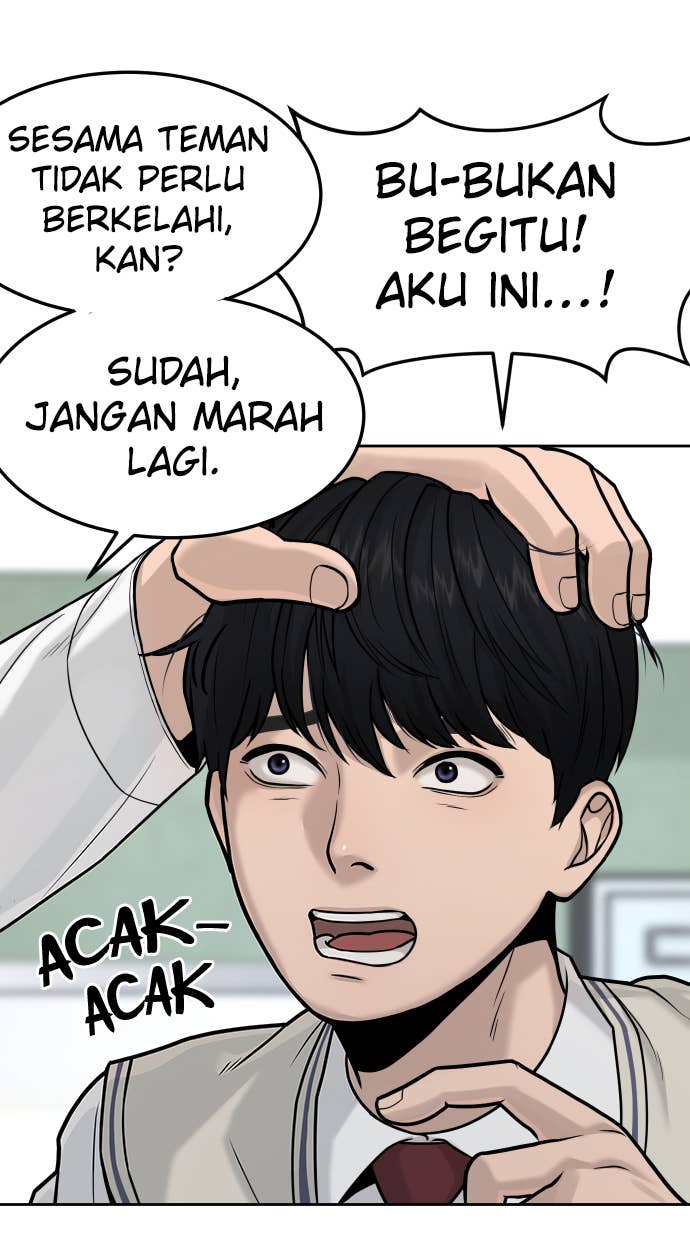 SESAMA TEMAN
TIDAK PERLU
BERKELAHI,
KAN?
SUDAH,
JANGAN MARAH
LAGI.
BU-BUKAN
BEGITU!
AKU INI...!
ACAK-
ACAK